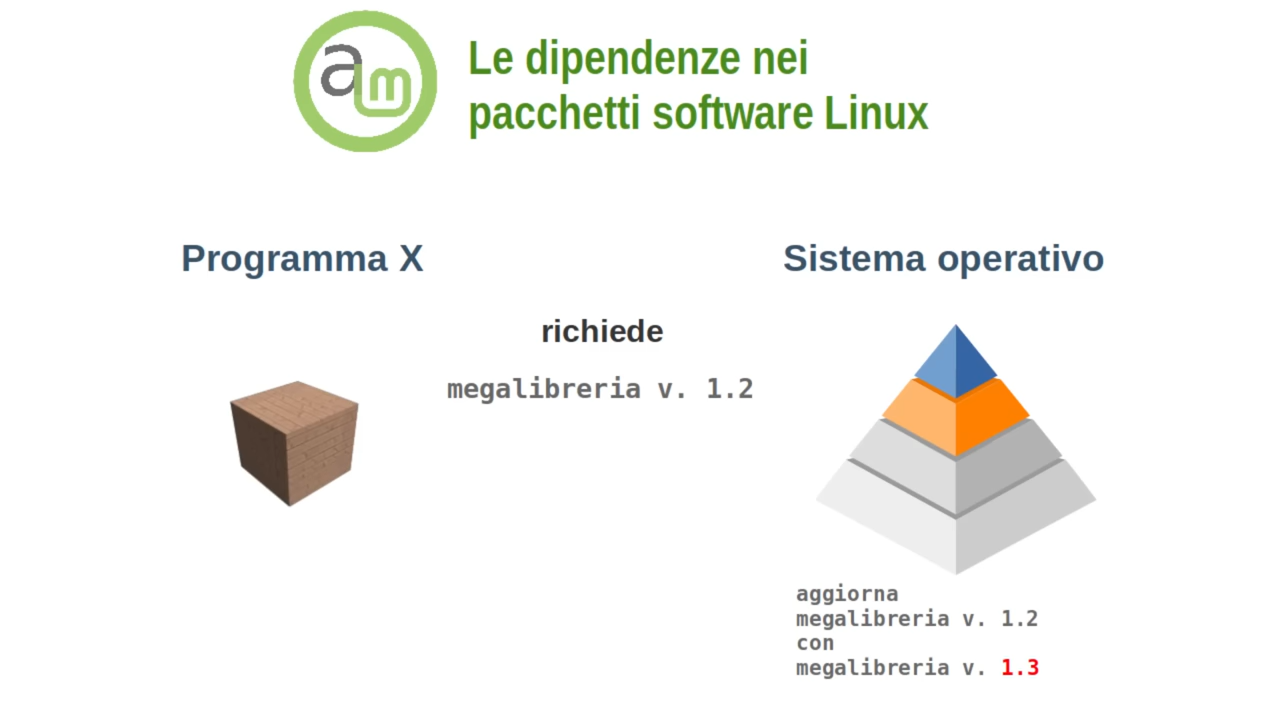 am
Le dipendenze nei
pacchetti software Linux
Programma X
Sistema operativo
richiede
megalibreria v. 1.2
aggiorna
megalibreria v. 1.2
con
megalibreria v. 1.3